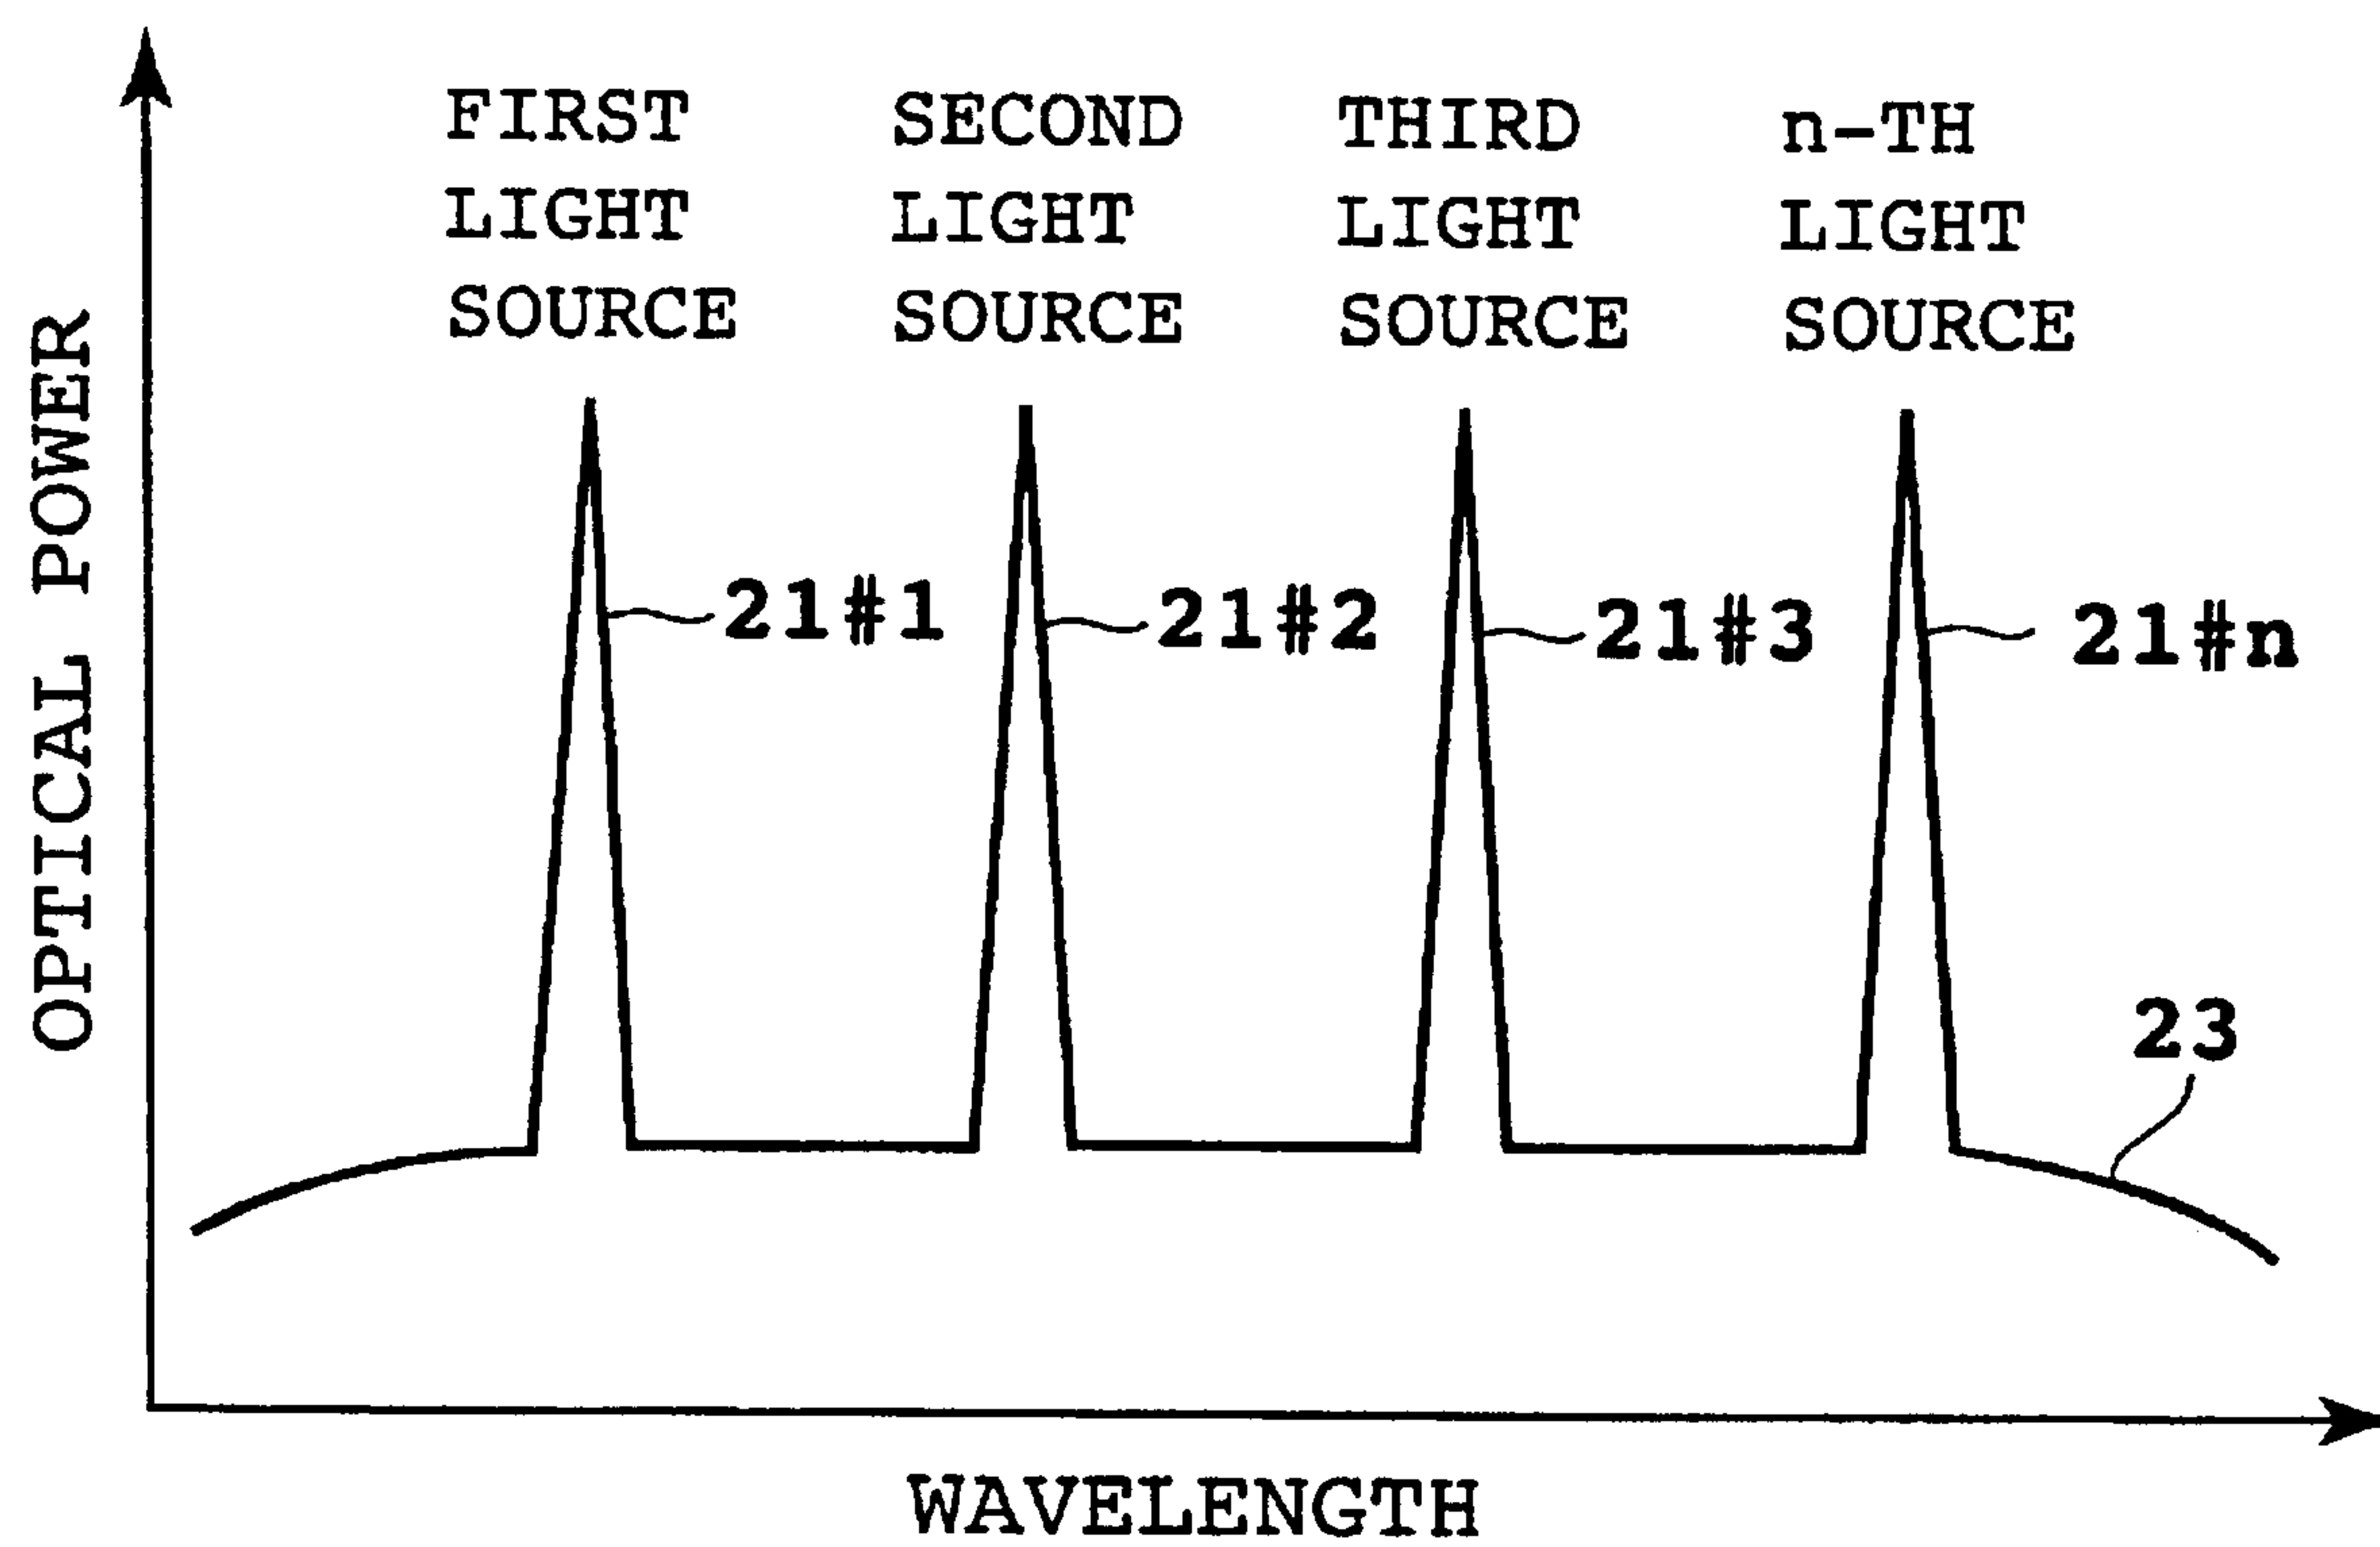 FIRST
LIGHT
SOURCE
SECOND
LIGHT
SOURCE
THIRD
LIGHT
SOURCE
n-TH
LIGHT
SOURCE
OPTICAL POWER
21#1
21#2
21#3
21#n
23
WAVELENGTH